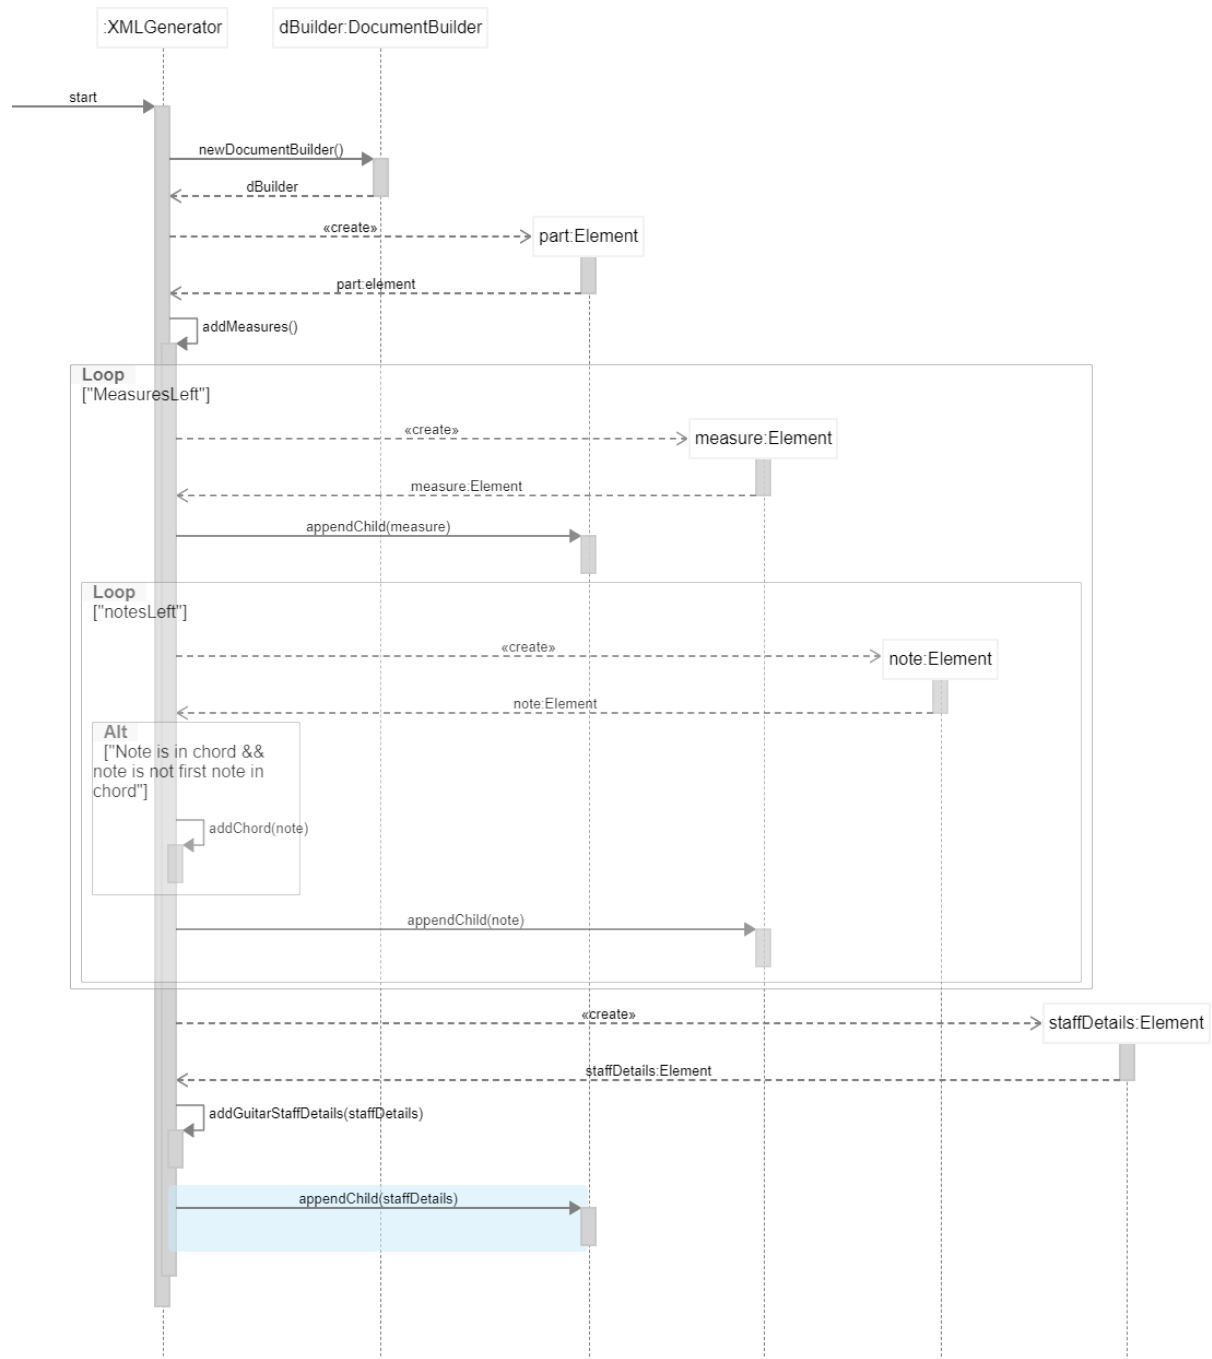 :XMLGenerator
dBuilder:DocumentBuilder
start
newDocumentBuilder()
dBuilder
«create»
part:Element
part:element
addMeasures()
Loop
["MeasuresLeft"]
«create»
measure:Element
measure:Element
appendChild(measure)
Loop
["notesLeft"]
«create»
note:Element
note:Element
Alt
["Note is in chord &&
note is not first note in
chord"]
addChord(note)
appendChild(note)
«create»
staffDetails:Element
staffDetails:Element
addGuitarStaffDetails(staffDetails)
appendChild(staffDetails)